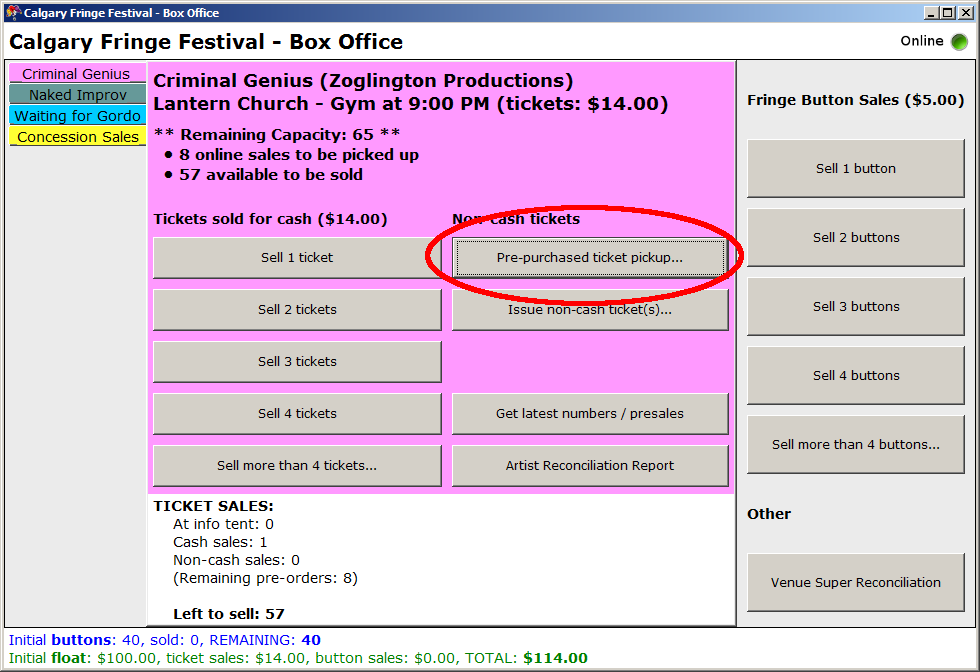 Calgary Fringe Festival - Box Office
Calgary Fringe Festival - Box Office
Online
Criminal Genius
Naked Improv
Waiting for Gordo
Concession Sales
Criminal Genius (Zoglington Productions)
Lantern Church - Gym at 9:00 PM (tickets: $14.00)
** Remaining Capacity: 65 **
• 8 online sales to be picked up
• 57 available to be sold
Tickets sold for cash ($14.00)
Sell 1 ticket
Sell 2 tickets
Sell 3 tickets
Sell 4 tickets
Sell more than 4 tickets...
Non-cash tickets
Pre-purchased ticket pickup...
Issue non-cash ticket(s)...
Get latest numbers / presales
Artist Reconciliation Report
TICKET SALES:
At info tent: 0
Cash sales: 1
Non-cash sales: 0
(Remaining pre-orders: 8)
Left to sell: 57
Fringe Button Sales ($5.00)
Sell 1 button
Sell 2 buttons
Sell 3 buttons
Sell 4 buttons
Sell more than 4 buttons...
Other
Venue Super Reconciliation
Initial buttons: 40, sold: 0, REMAINING: 40
Initial float: $100.00, ticket sales: $14.00, button sales: $0.00, TOTAL: $114.00